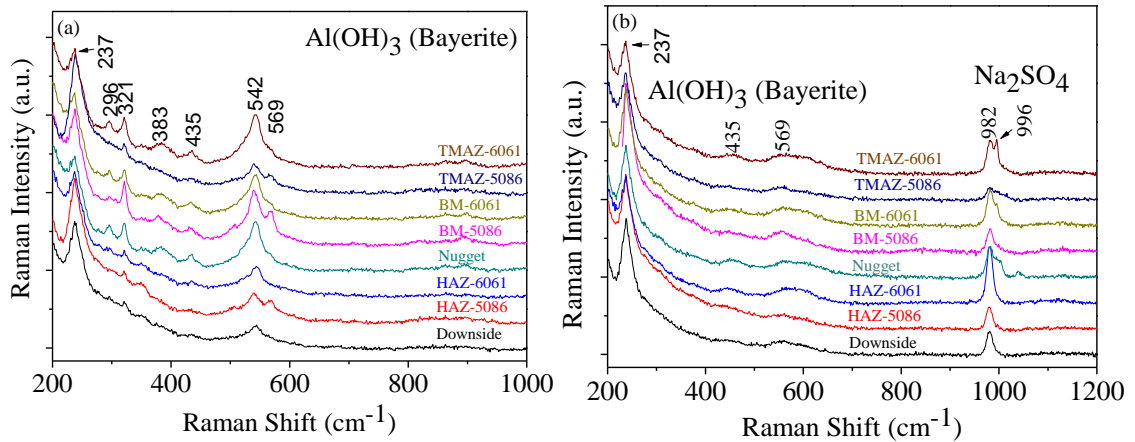 (a)
Al(OH)3 (Bayerite)
237
296
321
383
435
542
569
TMAZ-6061
TMAZ-5086
BM-6061
BM-5086
Nugget
HAZ-6061
HAZ-5086
Downside
200 400 600 800 1000
Raman Shift (cm-1)
Raman Intensity (a.u.)
(b)
237
Al(OH)3 (Bayerite)
Na2SO4
435
569
982
996
TMAZ-6061
TMAZ-5086
BM-6061
BM-5086
Nugget
HAZ-6061
HAZ-5086
Downside
200 400 600 800 1000 1200
Raman Shift (cm-1)
Raman Intensity (a.u.)